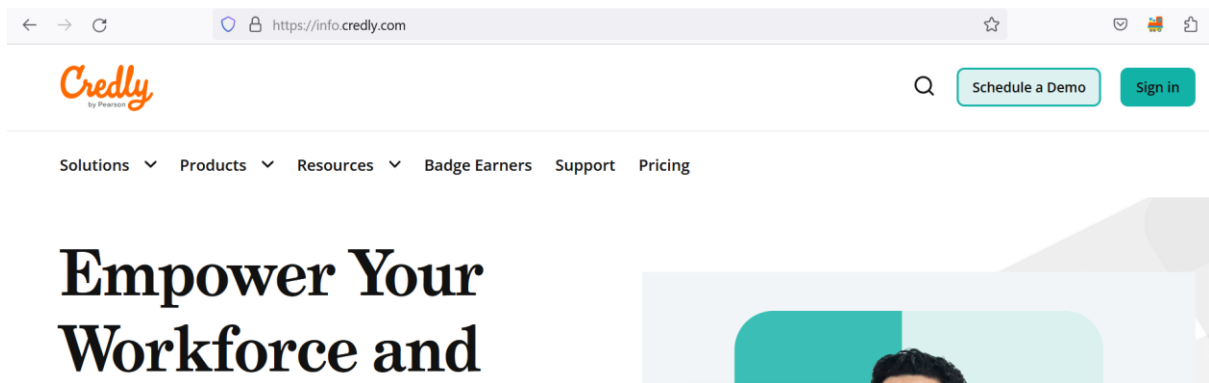 https://info.credly.com
Credly
by Pearson
Schedule a Demo
Sign in
Solutions
Products
Resources
Badge Earners
Support
Pricing
Empower Your
Workforce and